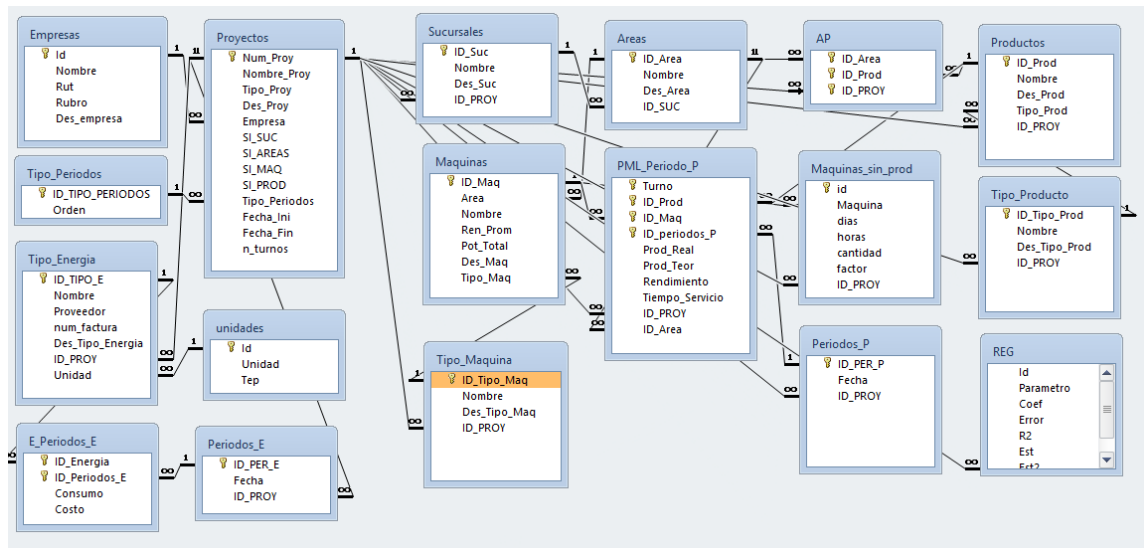 Empresas
Id
Nombre
Rut
Rubro
Des_empresa
Proyectos
Num_Proy
Nombre_Proy
Tipo_Proy
Des_Proy
Empresa
SI_SUC
SI_AREAS
SI_MAQ
SI_PROD
Tipo_Periodos
Fecha_Ini
Fecha_Fin
n_turnos
Sucursales
ID_Suc
Nombre
Des_Suc
ID_PROY
Areas
ID_Area
Nombre
Des_Area
ID_SUC
AP
ID_Area
ID_Prod
ID_PROY
Productos
ID_Prod
Nombre
Des_Prod
Tipo_Prod
ID_PROY
Tipo_Periodos
ID_TIPO_PERIODOS
Orden
Maquinas
ID_Maq
Area
Nombre
Ren_Prom
Pot_Total
Des_Maq
Tipo_Maq
PML_Periodo_P
Turno
ID_Prod
ID_Maq
ID_periodos_P
Prod_Real
Prod_Teor
Rendimiento
Tiempo_Servicio
ID_PROY
ID_Area
Maquinas_sin_prod
id
Maquina
dias
horas
cantidad
factor
ID_PROY
Tipo_Producto
ID_Tipo_Prod
Nombre
Des_Tipo_Prod
ID_PROY
Tipo_Energia
ID_TIPO_E
Nombre
Proveedor
num_factura
Des_Tipo_Energia
ID_PROY
Unidad
unidades
Id
Unidad
Tep
Tipo_Maquina
ID_Tipo_Maq
Nombre
Des_Tipo_Maq
ID_PROY
Periodos_P
ID_PER_P
Fecha
ID_PROY
REG
Id
Parametro
Coef
Error
R2
Est
Est2
E_Periodos_E
ID_Energia
ID_Periodos_E
Consumo
Costo
Periodos_E
ID_PER_E
Fecha
ID_PROY